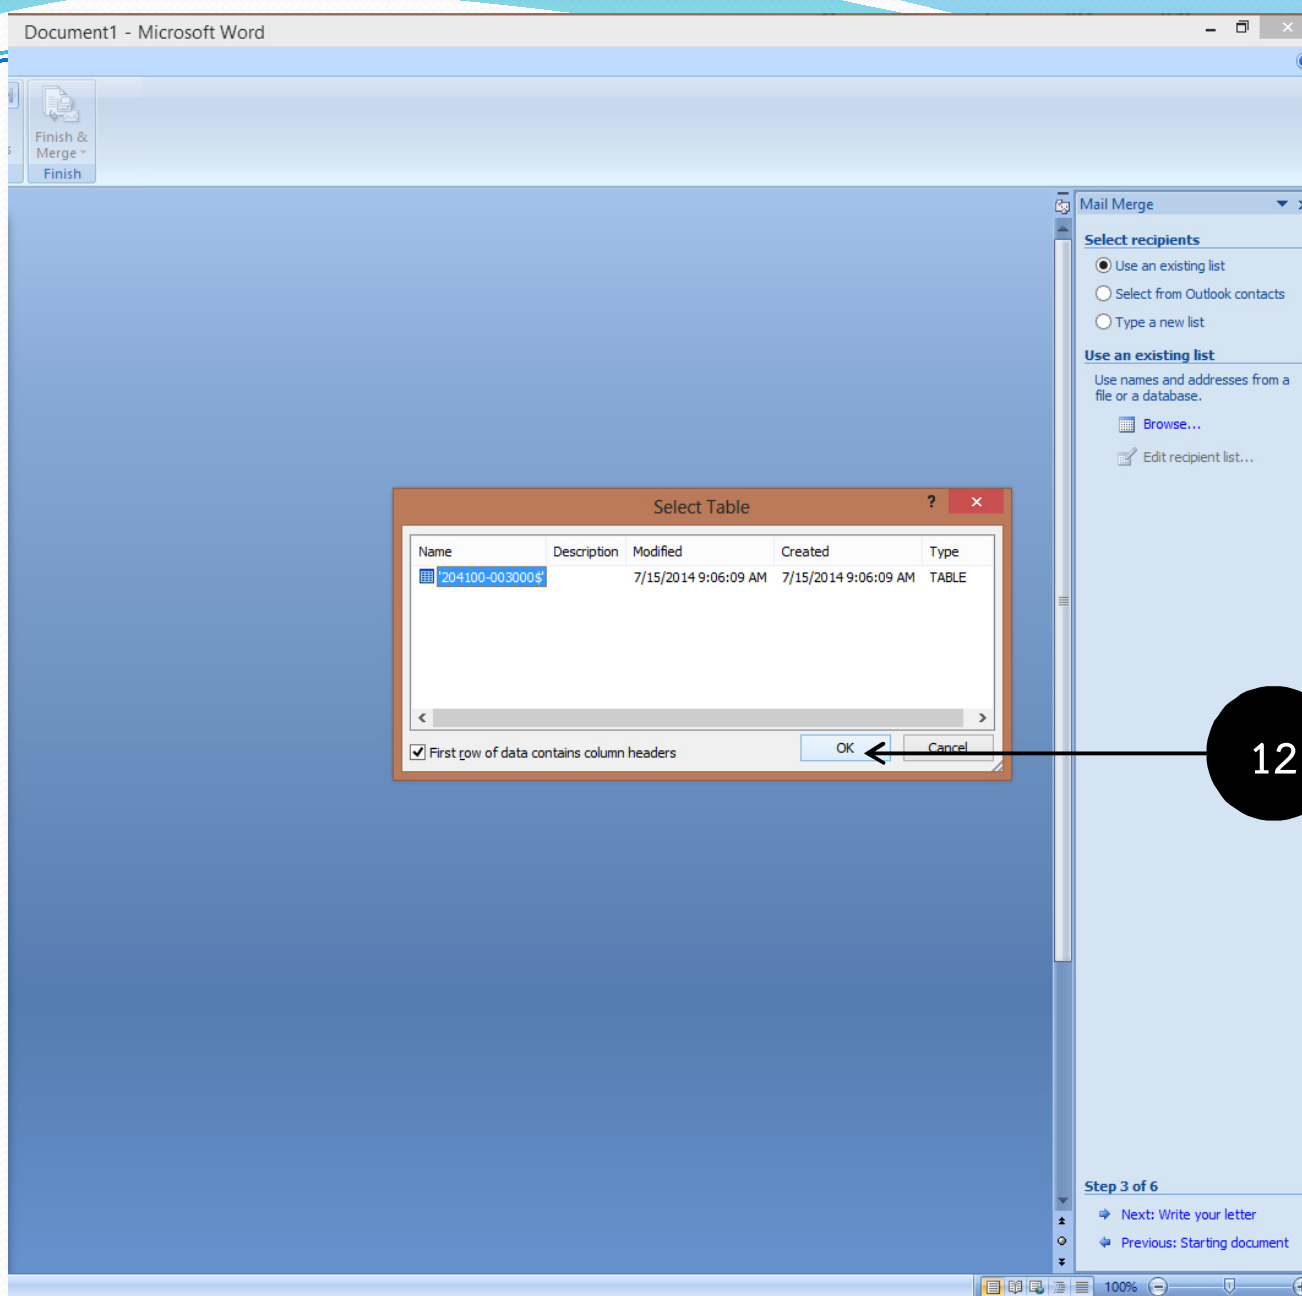 Document1 - Microsoft Word
Finish &
Merge
Finish
Mail Merge
Select recipients
Use an existing list
Select from Outlook contacts
Type a new list
Use an existing list
Use names and addresses from a
file or a database.
Browse...
Edit recipient list...
Select Table
?
Name Description Modified Created Type
'204100-003000$' 7/15/2014 9:06:09 AM 7/15/2014 9:06:09 AM TABLE
First row of data contains column headers
OK
Cancel
12
Step 3 of 6
Next: Write your letter
Previous: Starting document
100%